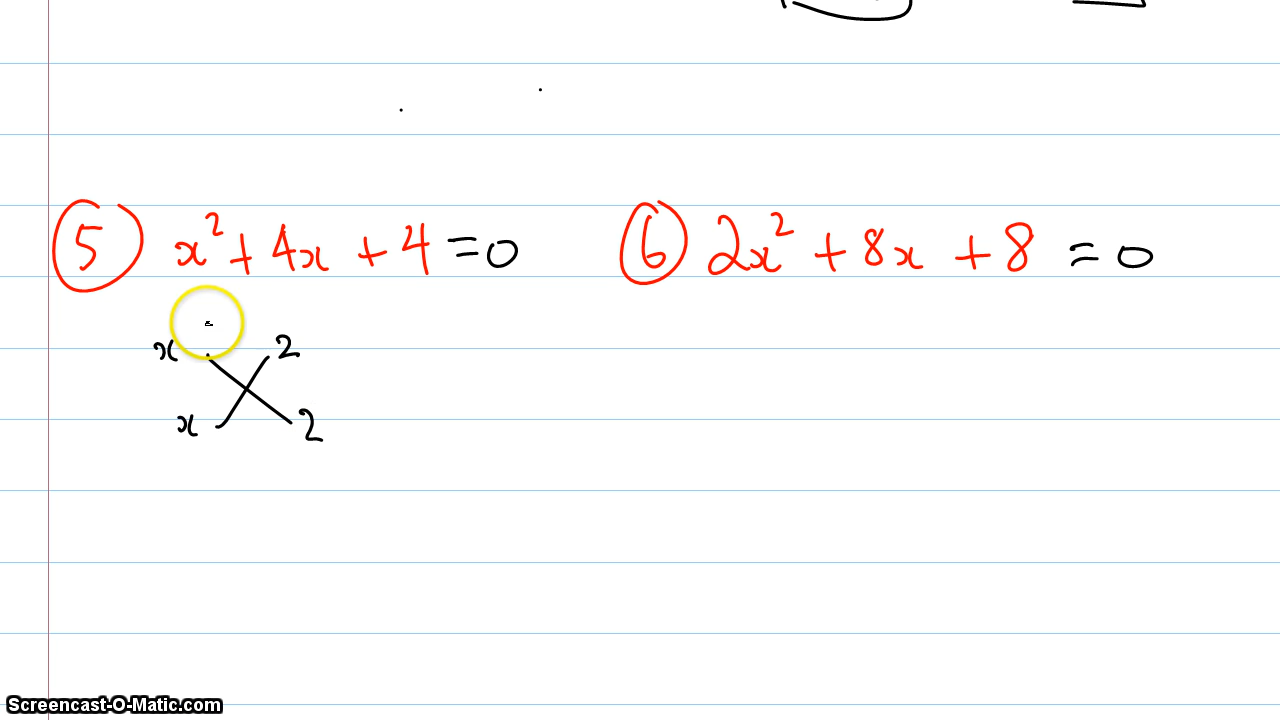 5 x² + 4x + 4 = 0
6 2x² + 8x + 8 = 0
x 2
x 2
Screencast-O-Matic.com